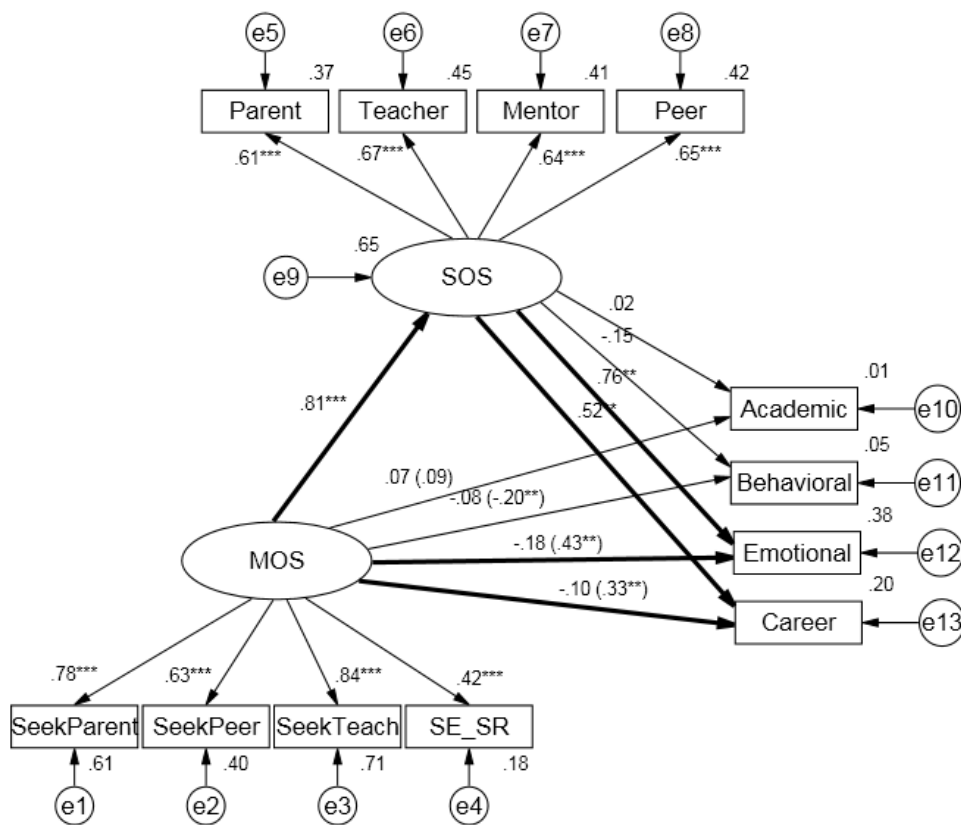 e5 e6 e7 e8
.37 .45 .41 .42
Parent Teacher Mentor Peer
.61*** .67*** .64*** .65***
.65
e9 SOS
.02
-.15
.01
.76**
Academic e10
.52**
.81***
.05
.07 (.09)
Behavioral e11
-.08 (-.20**)
.38
-.18 (.43**) Emotional e12
MOS
.20
-.10 (.33**)
Career e13
.78*** .63*** .84*** .42***
SeekParent SeekPeer SeekTeach SE_SR
.61 .40 .71 .18
e1 e2 e3 e4